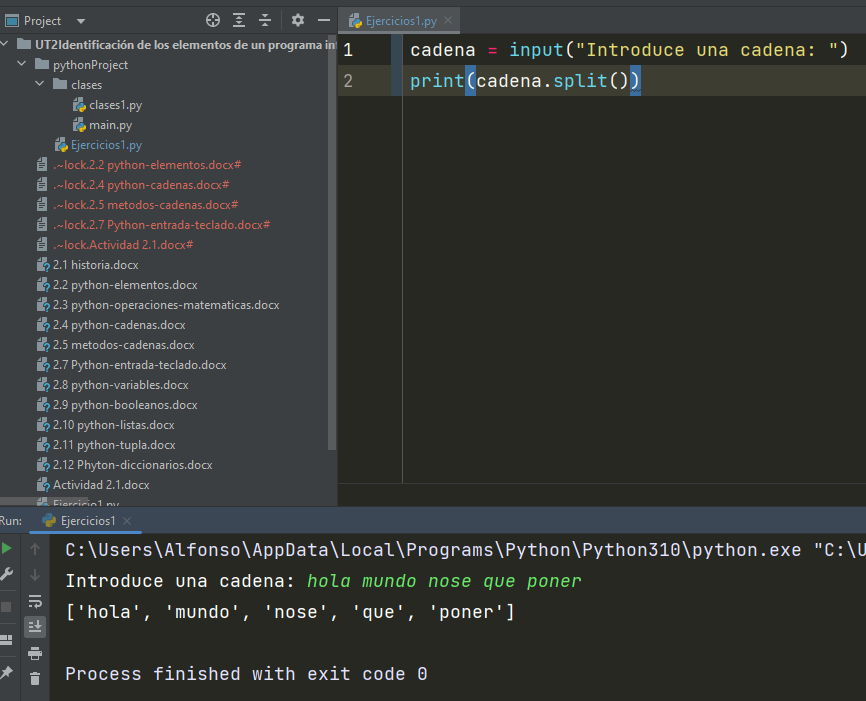 Project
Ejercicios1.py
UT2Identificación de los elementos de un programa in
pythonProject
clases
clases1.py
main.py
Ejercicios1.py
.~lock.2.2 python-elementos.docx#
.~lock.2.4 python-cadenas.docx#
.~lock.2.5 metodos-cadenas.docx#
.~lock.2.7 Python-entrada-teclado.docx#
.~lock.Actividad 2.1.docx#
2.1 historia.docx
2.2 python-elementos.docx
2.3 python-operaciones-matematicas.docx
2.4 python-cadenas.docx
2.5 metodos-cadenas.docx
2.7 Python-entrada-teclado.docx
2.8 python-variables.docx
2.9 python-booleanos.docx
2.10 python-listas.docx
2.11 python-tupla.docx
2.12 Phyton-diccionarios.docx
Actividad 2.1.docx
Ejercicio1.py
1 cadena = input("Introduce una cadena: ")
2 print(cadena.split())
Run: Ejercicios1
C:\Users\Alfonso\AppData\Local\Programs\Python\Python310\python.exe "C:\U
Introduce una cadena: hola mundo nose que poner
['hola', 'mundo', 'nose', 'que', 'poner']
Process finished with exit code 0